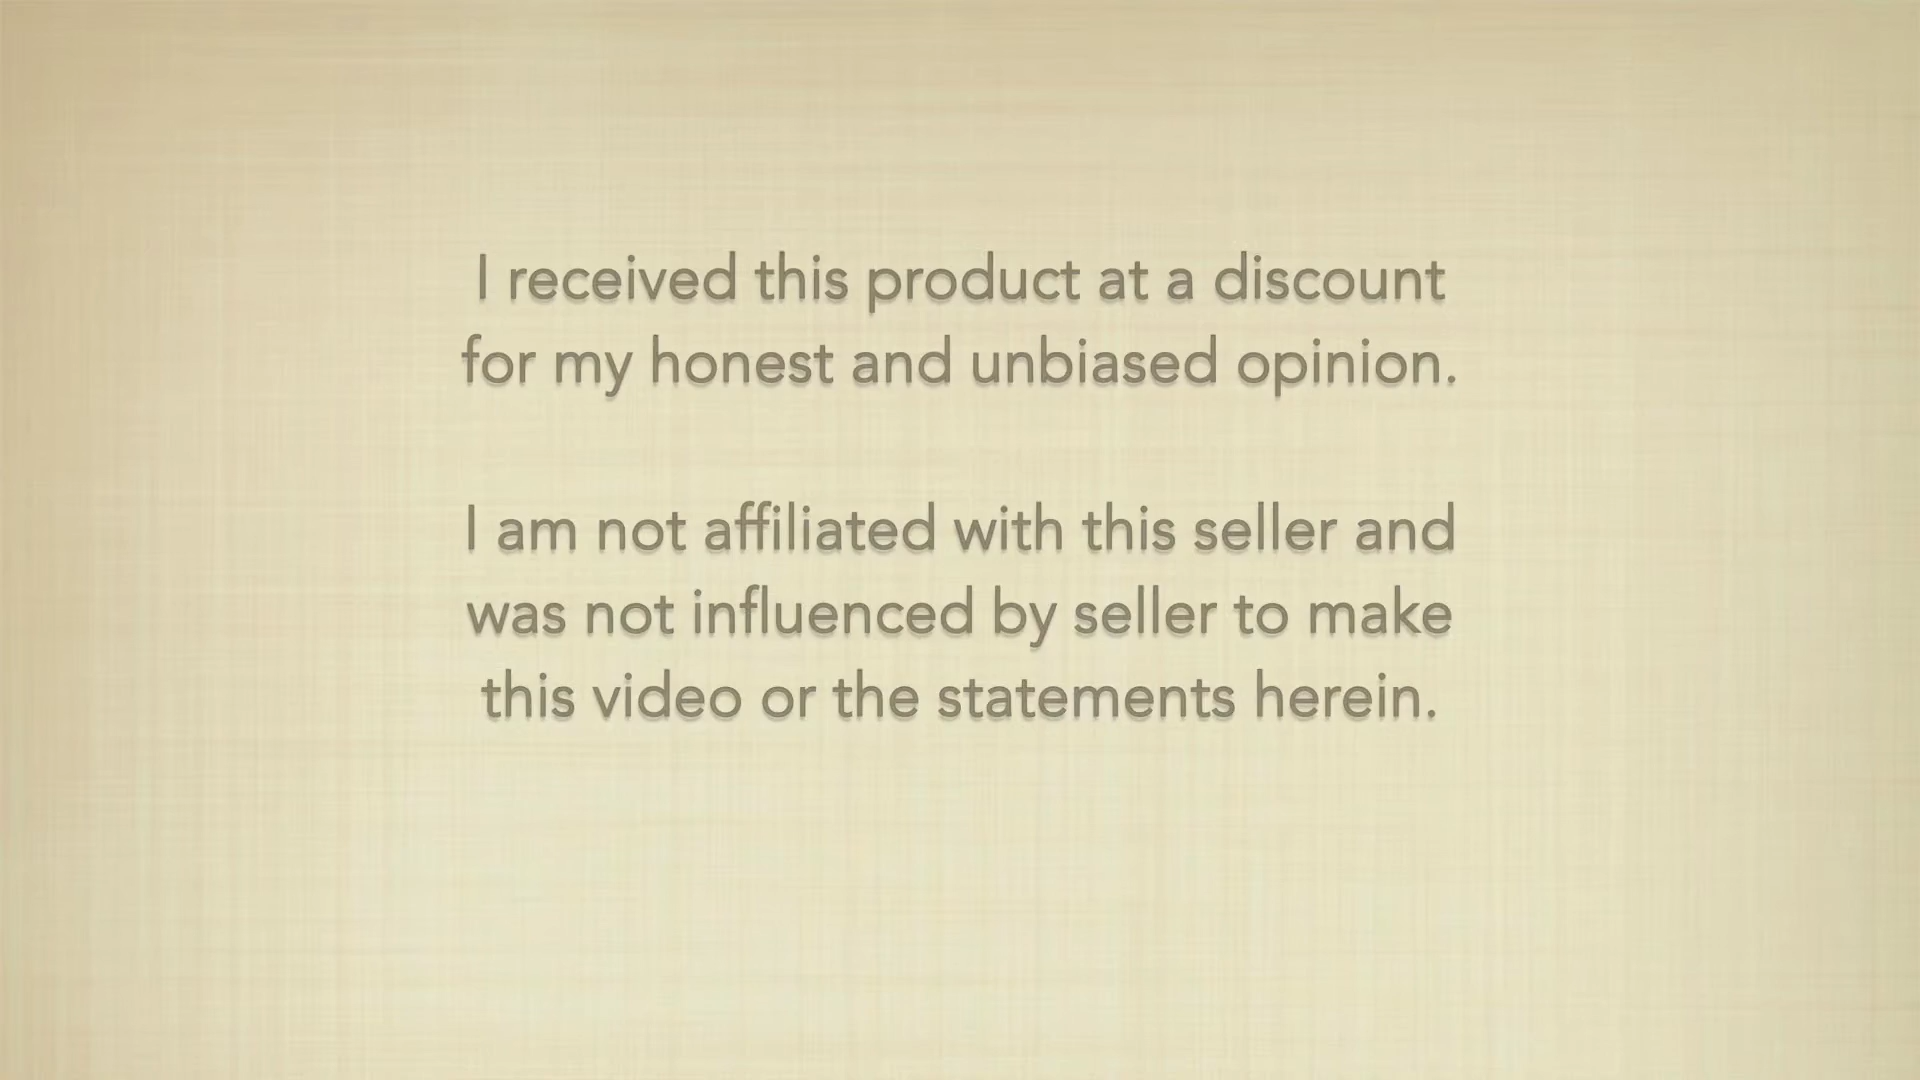 I received this product at a discount
for my honest and unbiased opinion.
I am not affiliated with this seller and
was not influenced by seller to make
this video or the statements herein.